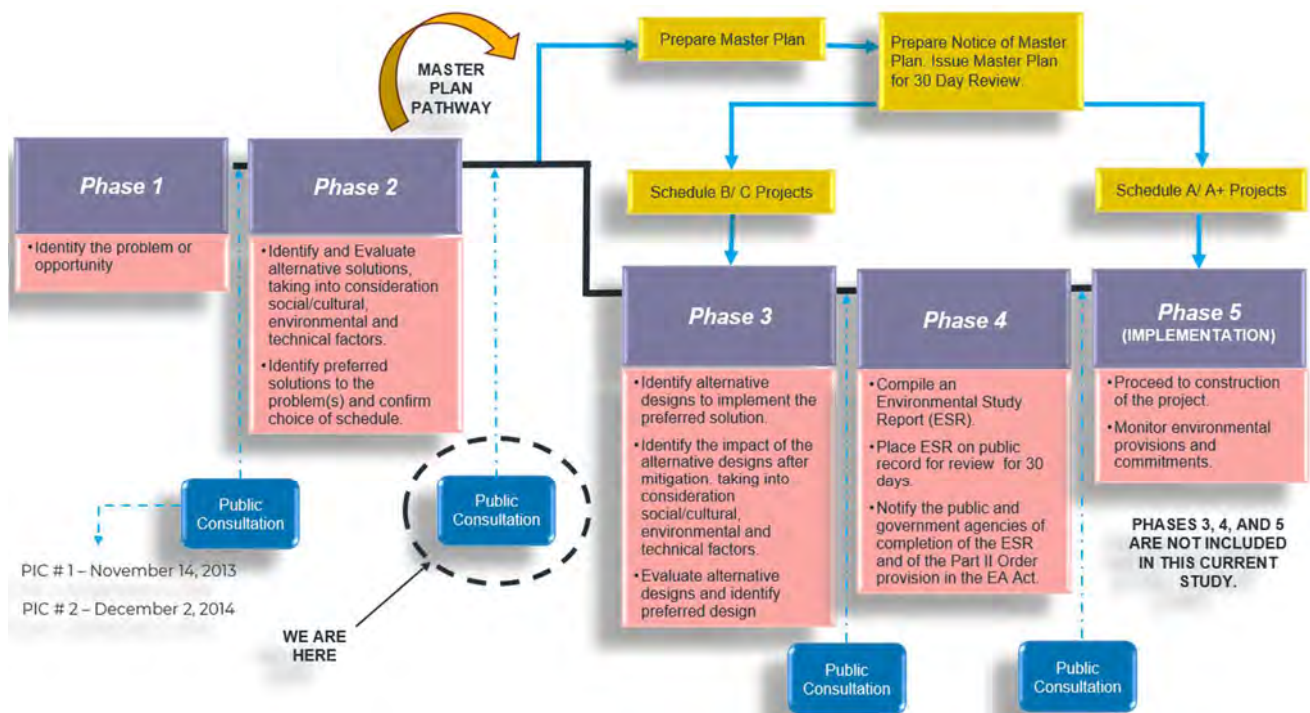 MASTER
PLAN
PATHWAY
Prepare Master Plan
Prepare Notice of Master
Plan. Issue Master Plan
for 30 Day Review.
Phase 1
•Identify the problem or
opportunity
Phase 2
•Identify and Evaluate
alternative solutions,
taking into consideration
social/cultural,
environmental and
technical factors.
•Identify preferred
solutions to the
problem(s) and confirm
choice of schedule.
Schedule B/ C Projects
Schedule A/ A+ Projects
Phase 3
•Identify alternative
designs to implement the
preferred solution.
•Identify the impact of the
alternative designs after
mitigation. taking into
consideration
social/cultural,
environmental and
technical factors.
•Evaluate alternative
designs and identify
preferred design
Phase 4
•Compile an
Environmental Study
Report (ESR).
•Place ESR on public
record for review for 30
days.
•Notify the public and
government agencies of
completion of the ESR
and of the Part II Order
provision in the EA Act.
Phase 5
(IMPLEMENTATION)
•Proceed to construction
of the project.
•Monitor environmental
provisions and
commitments.
PHASES 3, 4, AND 5
ARE NOT INCLUDED
IN THIS CURRENT
STUDY.
Public
Consultation
PIC # 1 – November 14, 2013
PIC # 2 – December 2, 2014
Public
Consultation
WE ARE
HERE
Public
Consultation
Public
Consultation